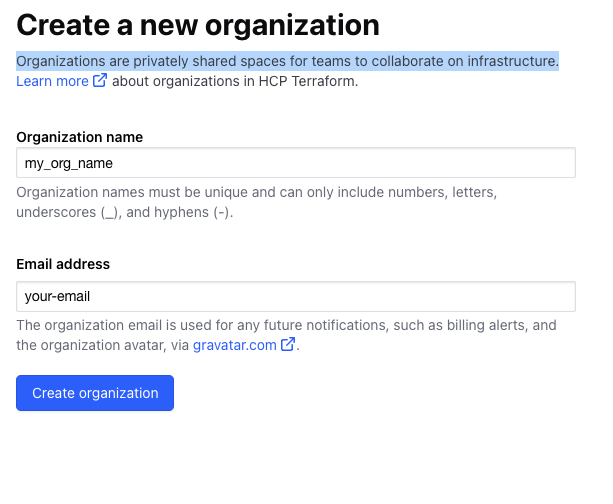 Create a new organization
Organizations are privately shared spaces for teams to collaborate on infrastructure.
Learn more about organizations in HCP Terraform.
Organization name
my_org_name
Organization names must be unique and can only include numbers, letters,
underscores (_), and hyphens (-).
Email address
your-email
The organization email is used for any future notifications, such as billing alerts, and
the organization avatar, via gravatar.com.
Create organization